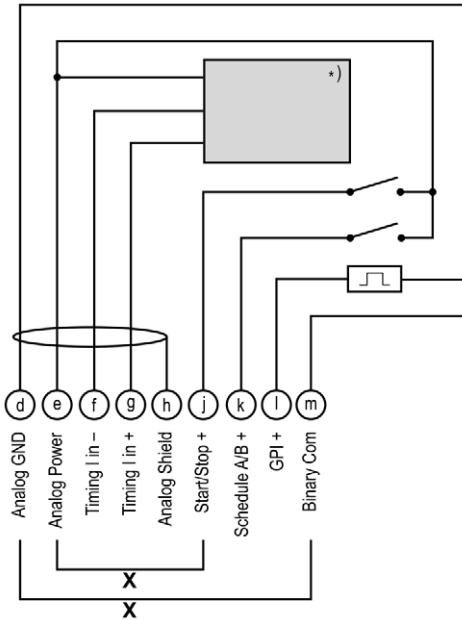 *)
d
e
f
g
h
j
k
l
m
Analog GND
Analog Power
Timing I in –
Timing I in +
Analog Shield
Start/Stop +
Schedule A/B +
GPI +
Binary Com
X
X